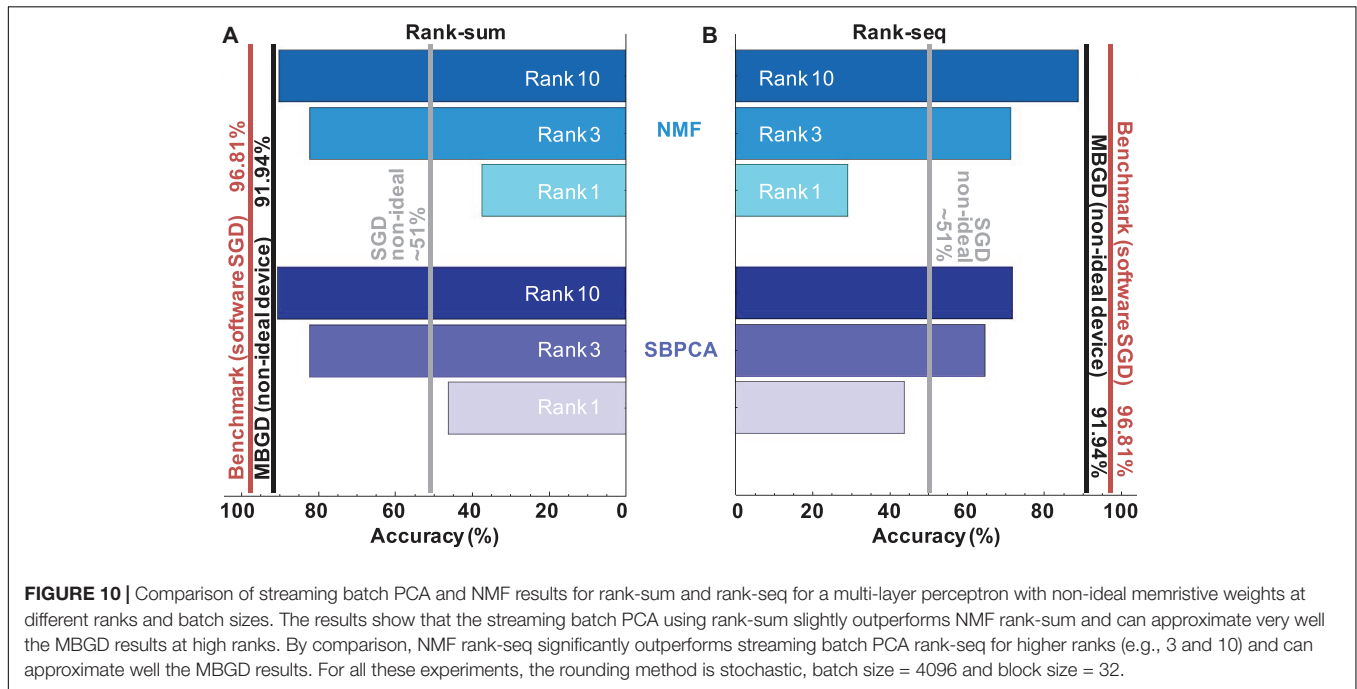 A
Rank-sum
Benchmark (software SGD) 96.81%
MBGD (non-ideal device) 91.94%
SGD
non-ideal
~51%
Rank 10
Rank 3
Rank 1
Rank 10
Rank 3
Rank 1
100 80 60 40 20 0
Accuracy (%)
NMF
SBPCA
B
Rank-seq
Rank 10
Rank 3
Rank 1
SGD
non-ideal
~51%
MBGD (non-ideal device) 91.94%
Benchmark (software SGD) 96.81%
0 20 40 60 80 100
Accuracy (%)
FIGURE 10 | Comparison of streaming batch PCA and NMF results for rank-sum and rank-seq for a multi-layer perceptron with non-ideal memristive weights at
different ranks and batch sizes. The results show that the streaming batch PCA using rank-sum slightly outperforms NMF rank-sum and can approximate very well
the MBGD results at high ranks. By comparison, NMF rank-seq significantly outperforms streaming batch PCA rank-seq for higher ranks (e.g., 3 and 10) and can
approximate well the MBGD results. For all these experiments, the rounding method is stochastic, batch size = 4096 and block size = 32.